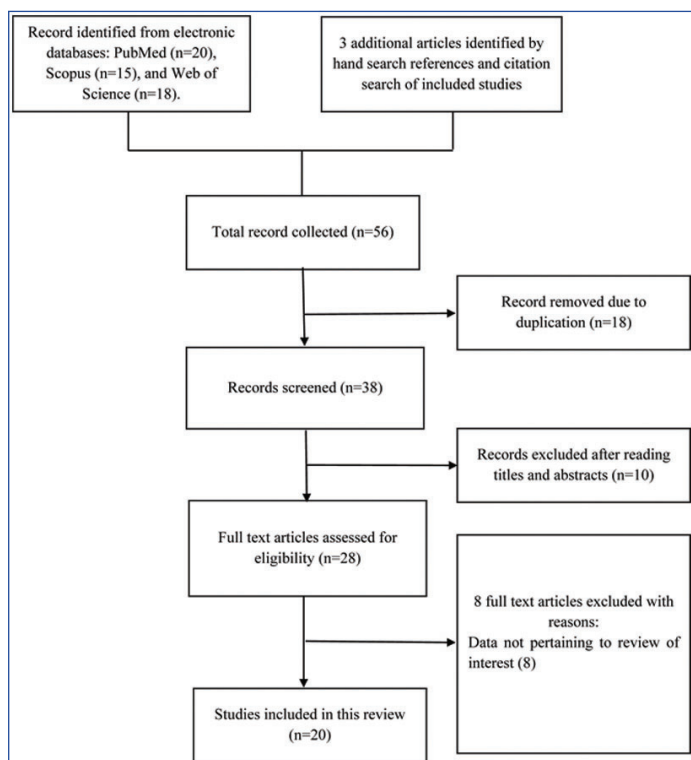 Record identified from electronic
databases: PubMed (n=20),
Scopus (n=15), and Web of
Science (n=18).
3 additional articles identified by
hand search references and citation
search of included studies
Total record collected (n=56)
Record removed due to
duplication (n=18)
Records screened (n=38)
Records excluded after reading
titles and abstracts (n=10)
Full text articles assessed for
eligibility (n=28)
8 full text articles excluded with
reasons:
Data not pertaining to review of
interest (8)
Studies included in this review
(n=20)